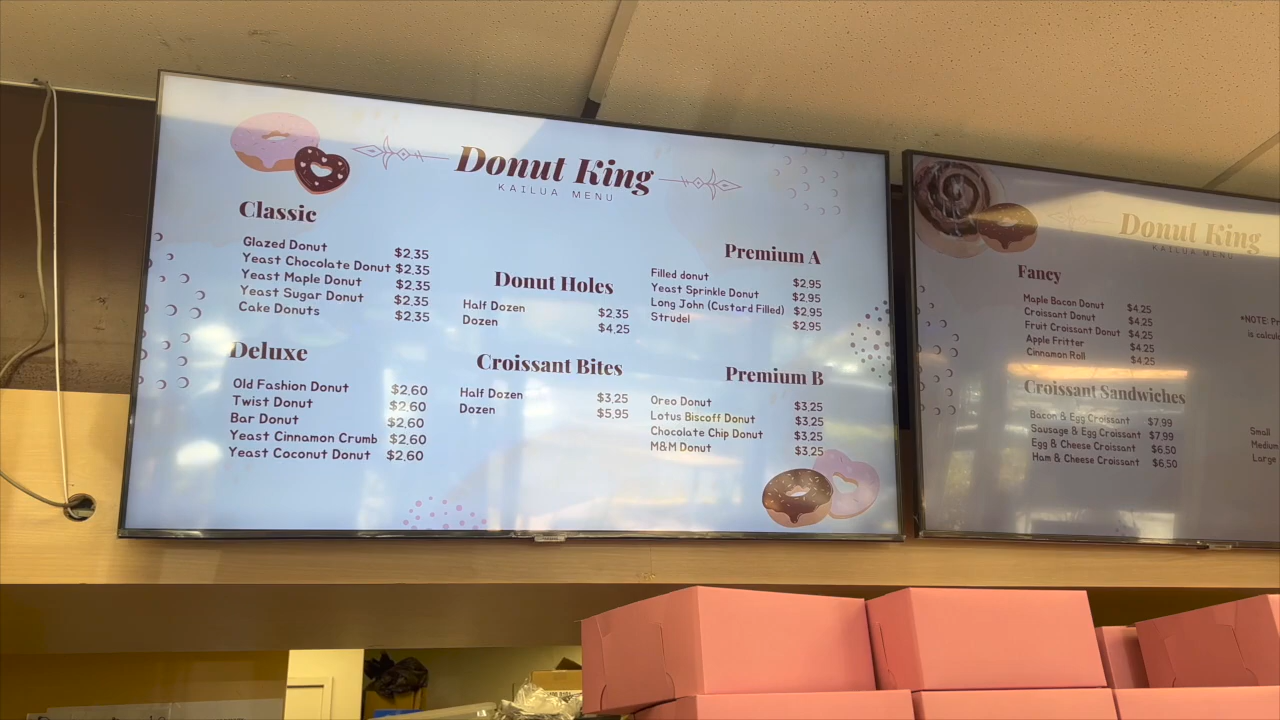 Donut King
KAILUA MENU
Classic
Glazed Donut $2.35
Yeast Chocolate Donut $2.35
Yeast Maple Donut $2.35
Yeast Sugar Donut $2.35
Cake Donuts $2.35
Deluxe
Old Fashion Donut $2.60
Twist Donut $2.60
Bar Donut $2.60
Yeast Cinnamon Crumb $2.60
Yeast Coconut Donut $2.60
Donut Holes
Half Dozen $2.35
Dozen $4.25
Croissant Bites
Half Dozen $3.25
Dozen $5.95
Premium A
Filled donut $2.95
Yeast Sprinkle Donut $2.95
Long John (Custard Filled) $2.95
Strudel $2.95
Premium B
Oreo Donut $3.25
Lotus Biscoff Donut $3.25
Chocolate Chip Donut $3.25
M&M Donut $3.25
Donut King
KAILUA MENU
Fancy
Maple Bacon Donut $4.25
Croissant Donut $4.25
Fruit Croissant Donut $4.25
Apple Fritter $4.25
Cinnamon Roll $4.25
Croissant Sandwiches
Bacon & Egg Croissant $7.99
Sausage & Egg Croissant $7.99
Egg & Cheese Croissant $6.50
Ham & Cheese Croissant $6.50
*NOTE:
is
Small
Medium
Large